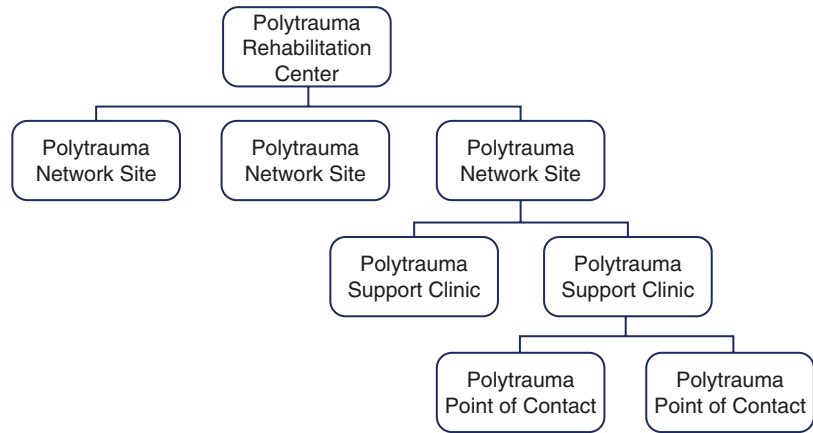 Polytrauma
Rehabilitation
Center
Polytrauma
Network Site
Polytrauma
Network Site
Polytrauma
Network Site
Polytrauma
Support Clinic
Polytrauma
Support Clinic
Polytrauma
Point of Contact
Polytrauma
Point of Contact